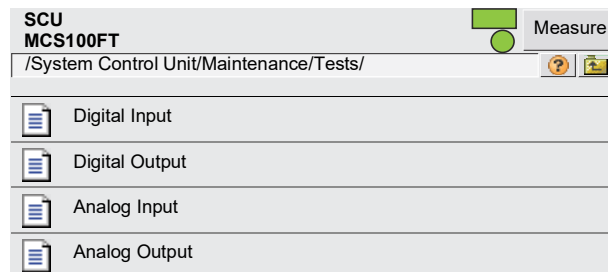 SCU
MCS100FT
Measure
/System Control Unit/Maintenance/Tests/
?
Digital Input
Digital Output
Analog Input
Analog Output